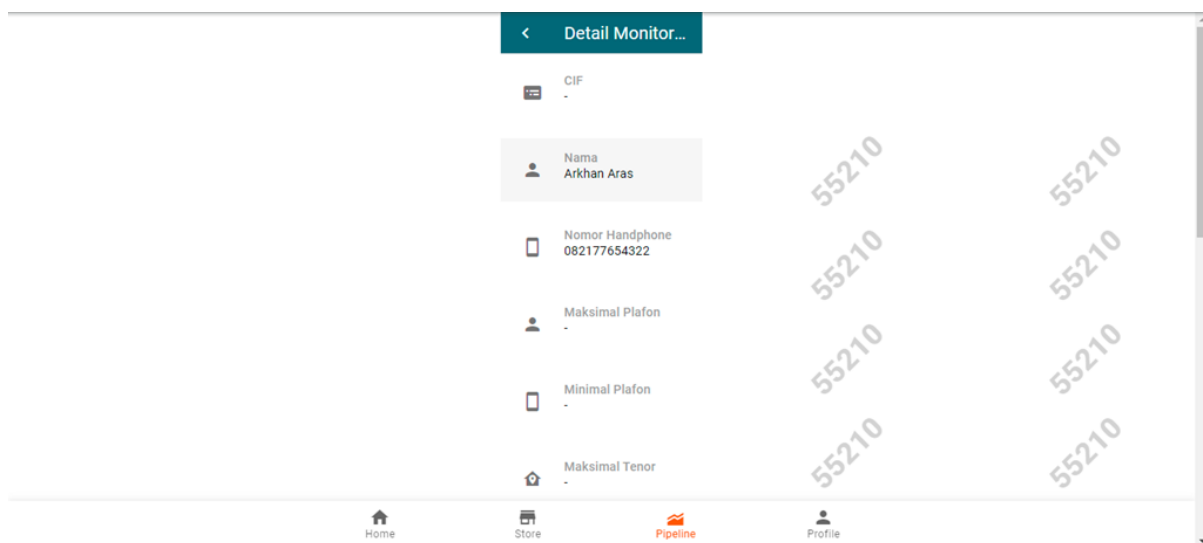 Detail Monitor...
CIF
-
Nama
Arkhan Aras
Nomor Handphone
082177654322
Maksimal Plafon
-
Minimal Plafon
-
Maksimal Tenor
-
55210
55210
55210
55210
55210
55210
55210
55210
Home
Store
Pipeline
Profile